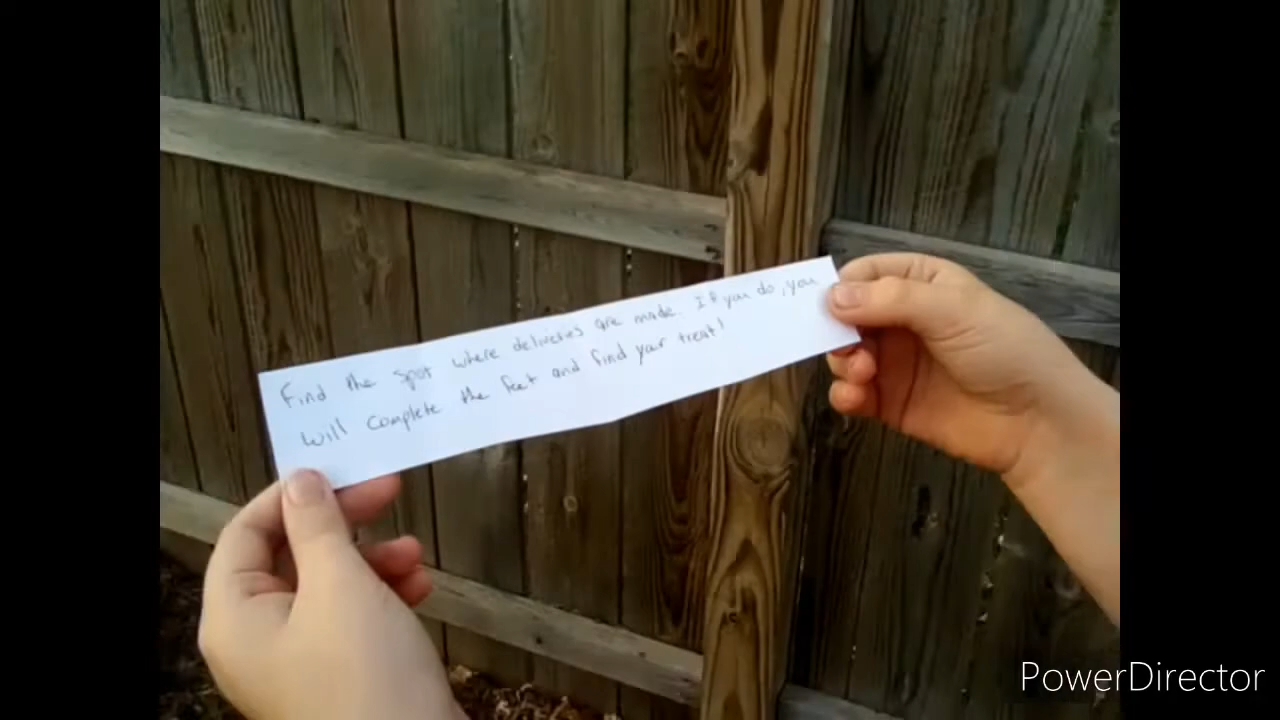 Find the spot where deliveries are made. If you do, you
will complete the feet and find your treat!
PowerDirector